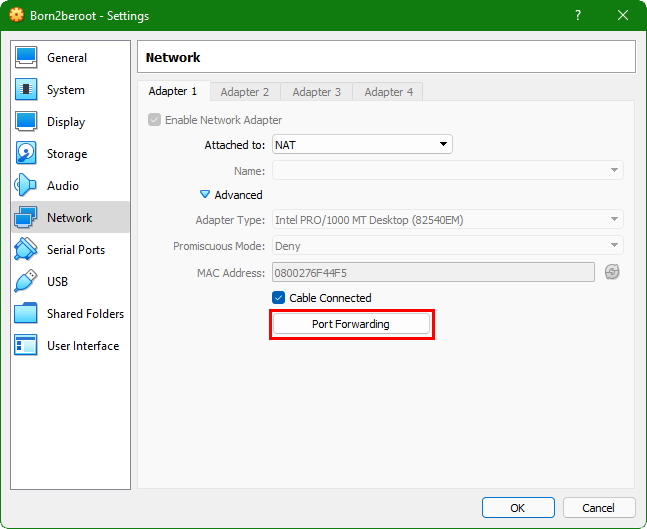 Born2beroot - Settings
?
General
System
Display
Storage
Audio
Network
Serial Ports
USB
Shared Folders
User Interface
Network
Adapter 1 Adapter 2 Adapter 3 Adapter 4
Enable Network Adapter
Attached to: NAT
Name:
Advanced
Adapter Type: Intel PRO/1000 MT Desktop (82540EM)
Promiscuous Mode: Deny
MAC Address: 0800276F44F5
Cable Connected
Port Forwarding
OK Cancel